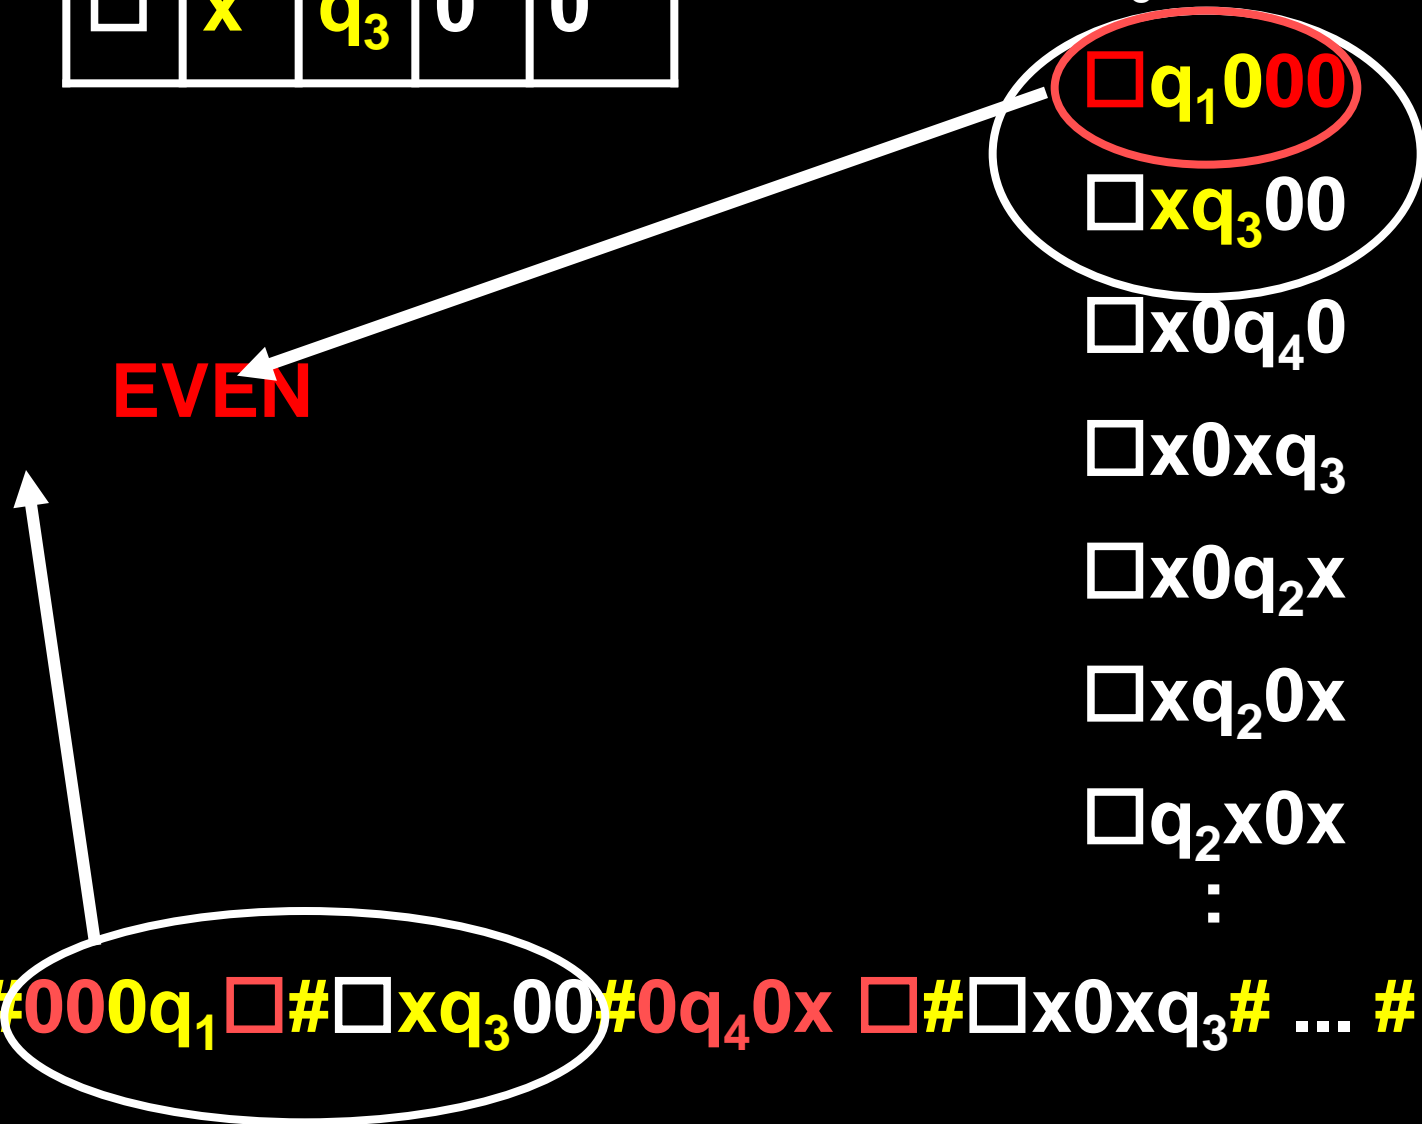 □ x q₃ 0 0
□q₁000
□xq₃00
□x0q₄0
EVEN
□x0xq₃
□x0q₂x
□xq₂0x
□q₂x0x
:
#000q₁□#□xq₃00#0q₄0x □#□x0xq₃# ... #